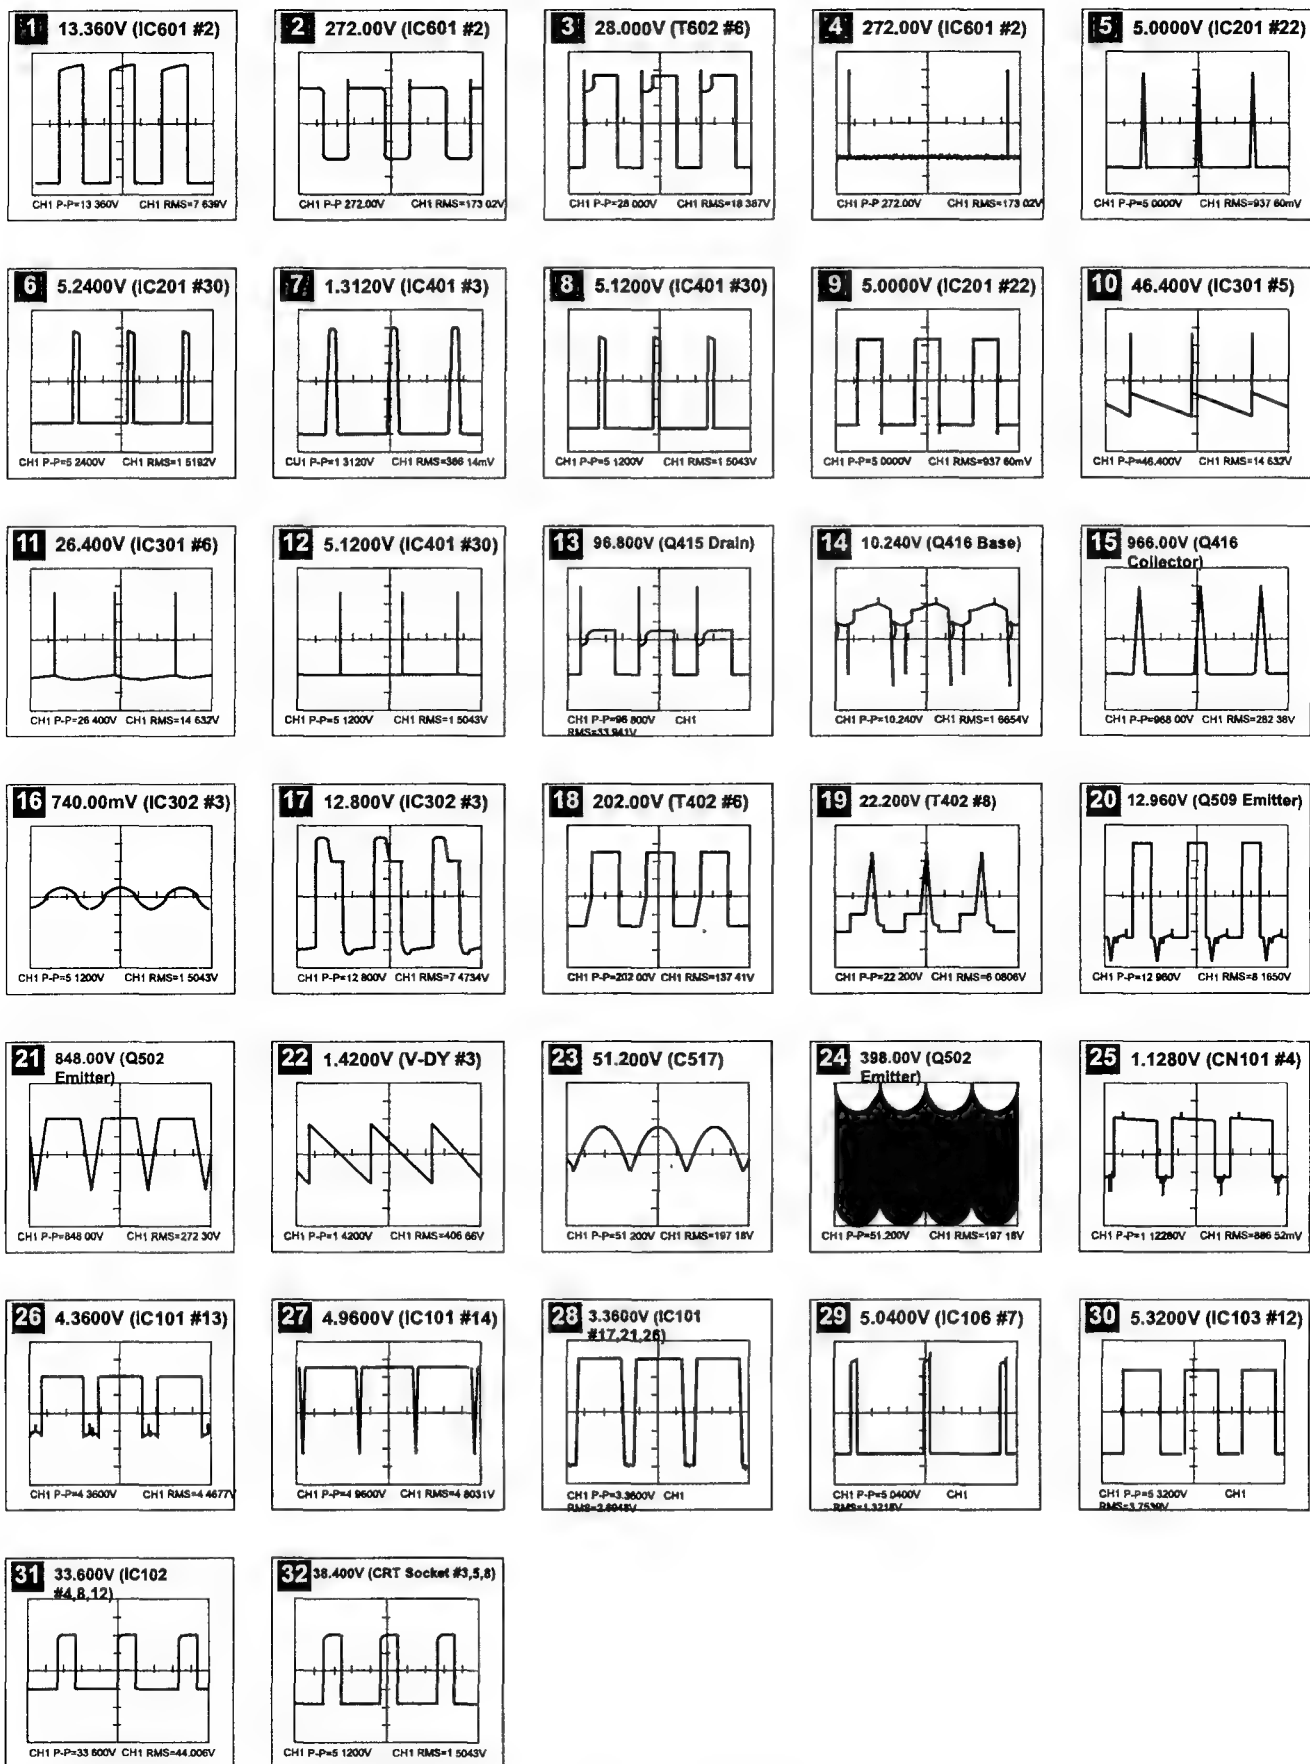 1 13.360V (IC601 #2)
CH1 P-P=13 360V CH1 RMS=7 639V
2 272.00V (IC601 #2)
CH1 P-P 272.00V CH1 RMS=173 02V
3 28.000V (T602 #6)
CH1 P-P=28 000V CH1 RMS=18 387V
4 272.00V (IC601 #2)
CH1 P-P 272.00V CH1 RMS=173 02V
5 5.0000V (IC201 #22)
CH1 P-P=5 0000V CH1 RMS=937 60mV
6 5.2400V (IC201 #30)
CH1 P-P=5 2400V CH1 RMS=1 5192V
7 1.3120V (IC401 #3)
CU1 P-P=1 3120V CH1 RMS=386 14mV
8 5.1200V (IC401 #30)
CH1 P-P=5 1200V CH1 RMS=1 5043V
9 5.0000V (IC201 #22)
CH1 P-P=5 0000V CH1 RMS=937 60mV
10 46.400V (IC301 #5)
CH1 P-P=46.400V CH1 RMS=14 632V
11 26.400V (IC301 #6)
CH1 P-P=26 400V CH1 RMS=14 632V
12 5.1200V (IC401 #30)
CH1 P-P=5 1200V CH1 RMS=1 5043V
13 96.800V (Q415 Drain)
CH1 P-P=96 800V CH1
RMS=33 941V
14 10.240V (Q416 Base)
CH1 P-P=10.240V CH1 RMS=1 6654V
15 966.00V (Q416
Collector)
CH1 P-P=968 00V CH1 RMS=282 38V
16 740.00mV (IC302 #3)
CH1 P-P=5 1200V CH1 RMS=1 5043V
17 12.800V (IC302 #3)
CH1 P-P=12 800V CH1 RMS=7 4734V
18 202.00V (T402 #6)
CH1 P-P=202 00V CH1 RMS=137 41V
19 22.200V (T402 #8)
CH1 P-P=22 200V CH1 RMS=6 0806V
20 12.960V (Q509 Emitter)
CH1 P-P=12 960V CH1 RMS=8 1650V
21 848.00V (Q502
Emitter)
CH1 P-P=848 00V CH1 RMS=272 30V
22 1.4200V (V-DY #3)
CH1 P-P=1 4200V CH1 RMS=406 66V
23 51.200V (C517)
CH1 P-P=51 200V CH1 RMS=197 18V
24 398.00V (Q502
Emitter)
CH1 P-P=51.200V CH1 RMS=197 18V
25 1.1280V (CN101 #4)
CH1 P-P=1 12280V CH1 RMS=886 52mV
26 4.3600V (IC101 #13)
CH1 P-P=4 3600V CH1 RMS=4 4677V
27 4.9600V (IC101 #14)
CH1 P-P=4 9600V CH1 RMS=4 8031V
28 3.3600V (IC101
#17,21,26)
CH1 P-P=3.3600V CH1
29 5.0400V (IC106 #7)
CH1 P-P=5.0400V CH1
RMS=1.3218V
30 5.3200V (IC103 #12)
CH1 P-P=5 3200V CH1
RMS=3.7539V
31 33.600V (IC102
#4,8,12)
CH1 P-P=33 600V CH1 RMS=44.006V
32 38.400V (CRT Socket #3,5,8)
CH1 P-P=5 1200V CH1 RMS=1 5043V